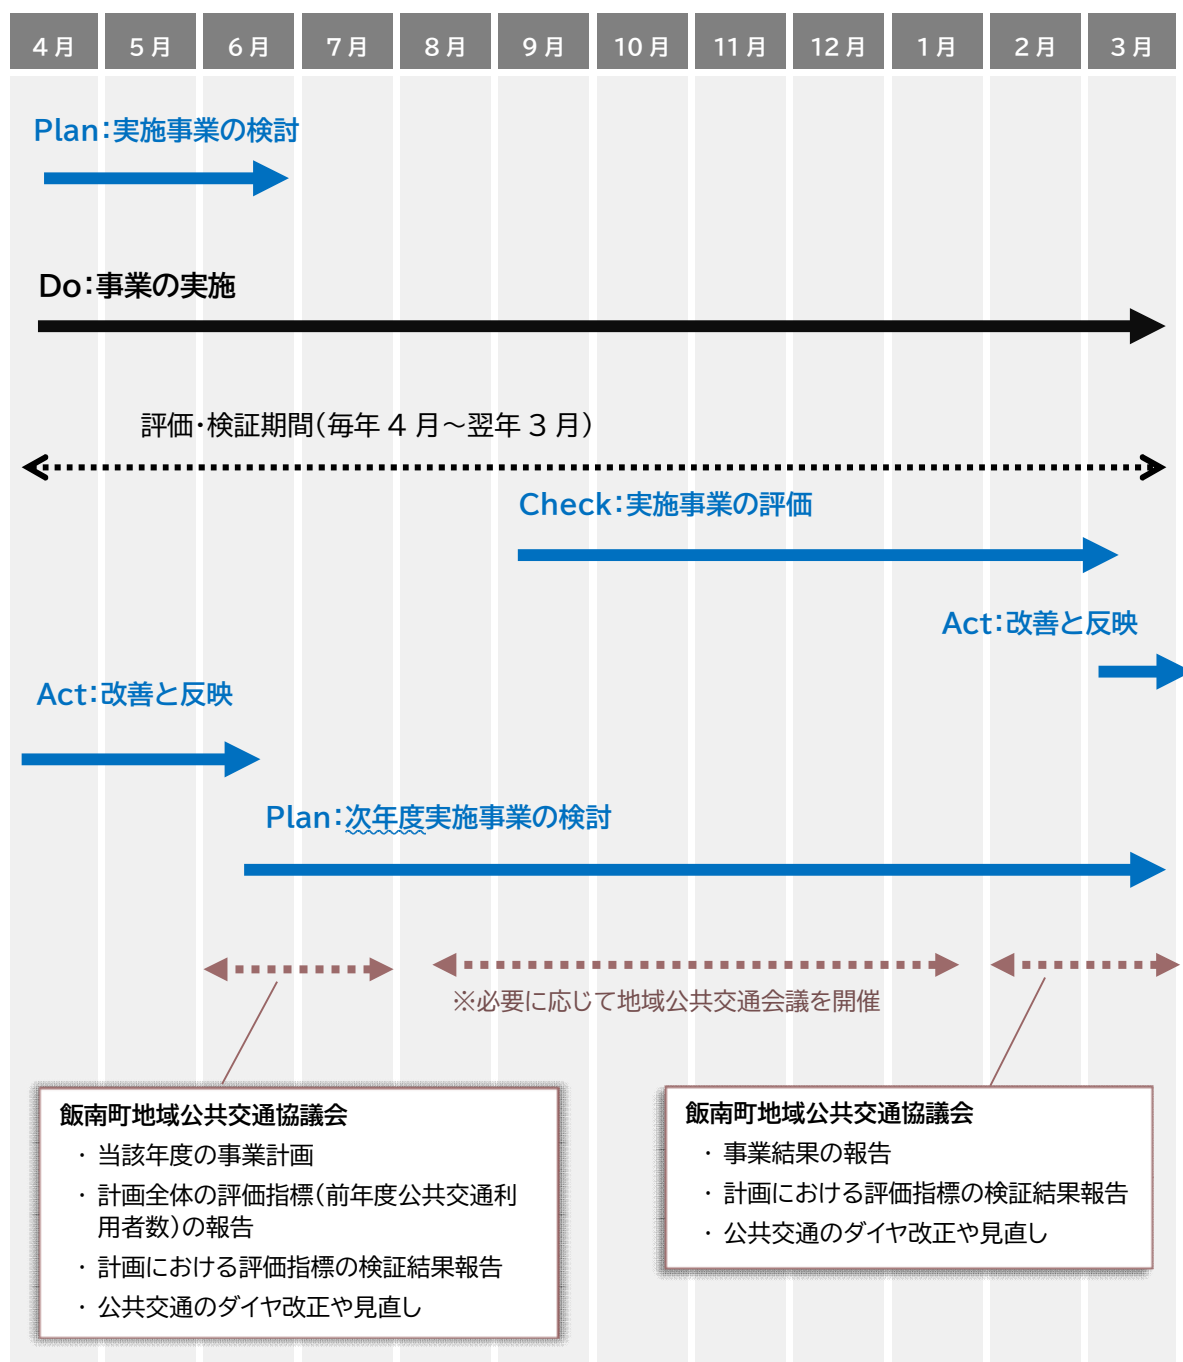 4月 5月 6月 7月 8月 9月 10月 11月 12月 1月 2月 3月
Plan：実施事業の検討
Do：事業の実施
評価・検証期間（毎年4月～翌年3月）
Check：実施事業の評価
Act：改善と反映
Act：改善と反映
Plan：次年度実施事業の検討
※必要に応じて地域公共交通会議を開催
飯南町地域公共交通協議会
・ 当該年度の事業計画
・ 計画全体の評価指標（前年度公共交通利
用者数）の報告
・ 計画における評価指標の検証結果報告
・ 公共交通のダイヤ改正や見直し
飯南町地域公共交通協議会
・ 事業結果の報告
・ 計画における評価指標の検証結果報告
・ 公共交通のダイヤ改正や見直し